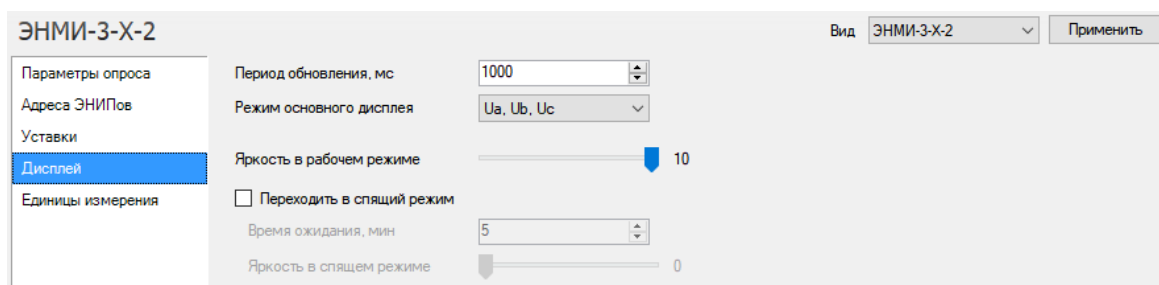 ЭНМИ-3-Х-2
Вид ЭНМИ-3-Х-2 Применить
Параметры опроса
Адреса ЭНИПов
Уставки
Дисплей
Единицы измерения
Период обновления, мс 1000
Режим основного дисплея Ua, Ub, Uc
Яркость в рабочем режиме 10
Переходить в спящий режим
Время ожидания, мин 5
Яркость в спящем режиме 0